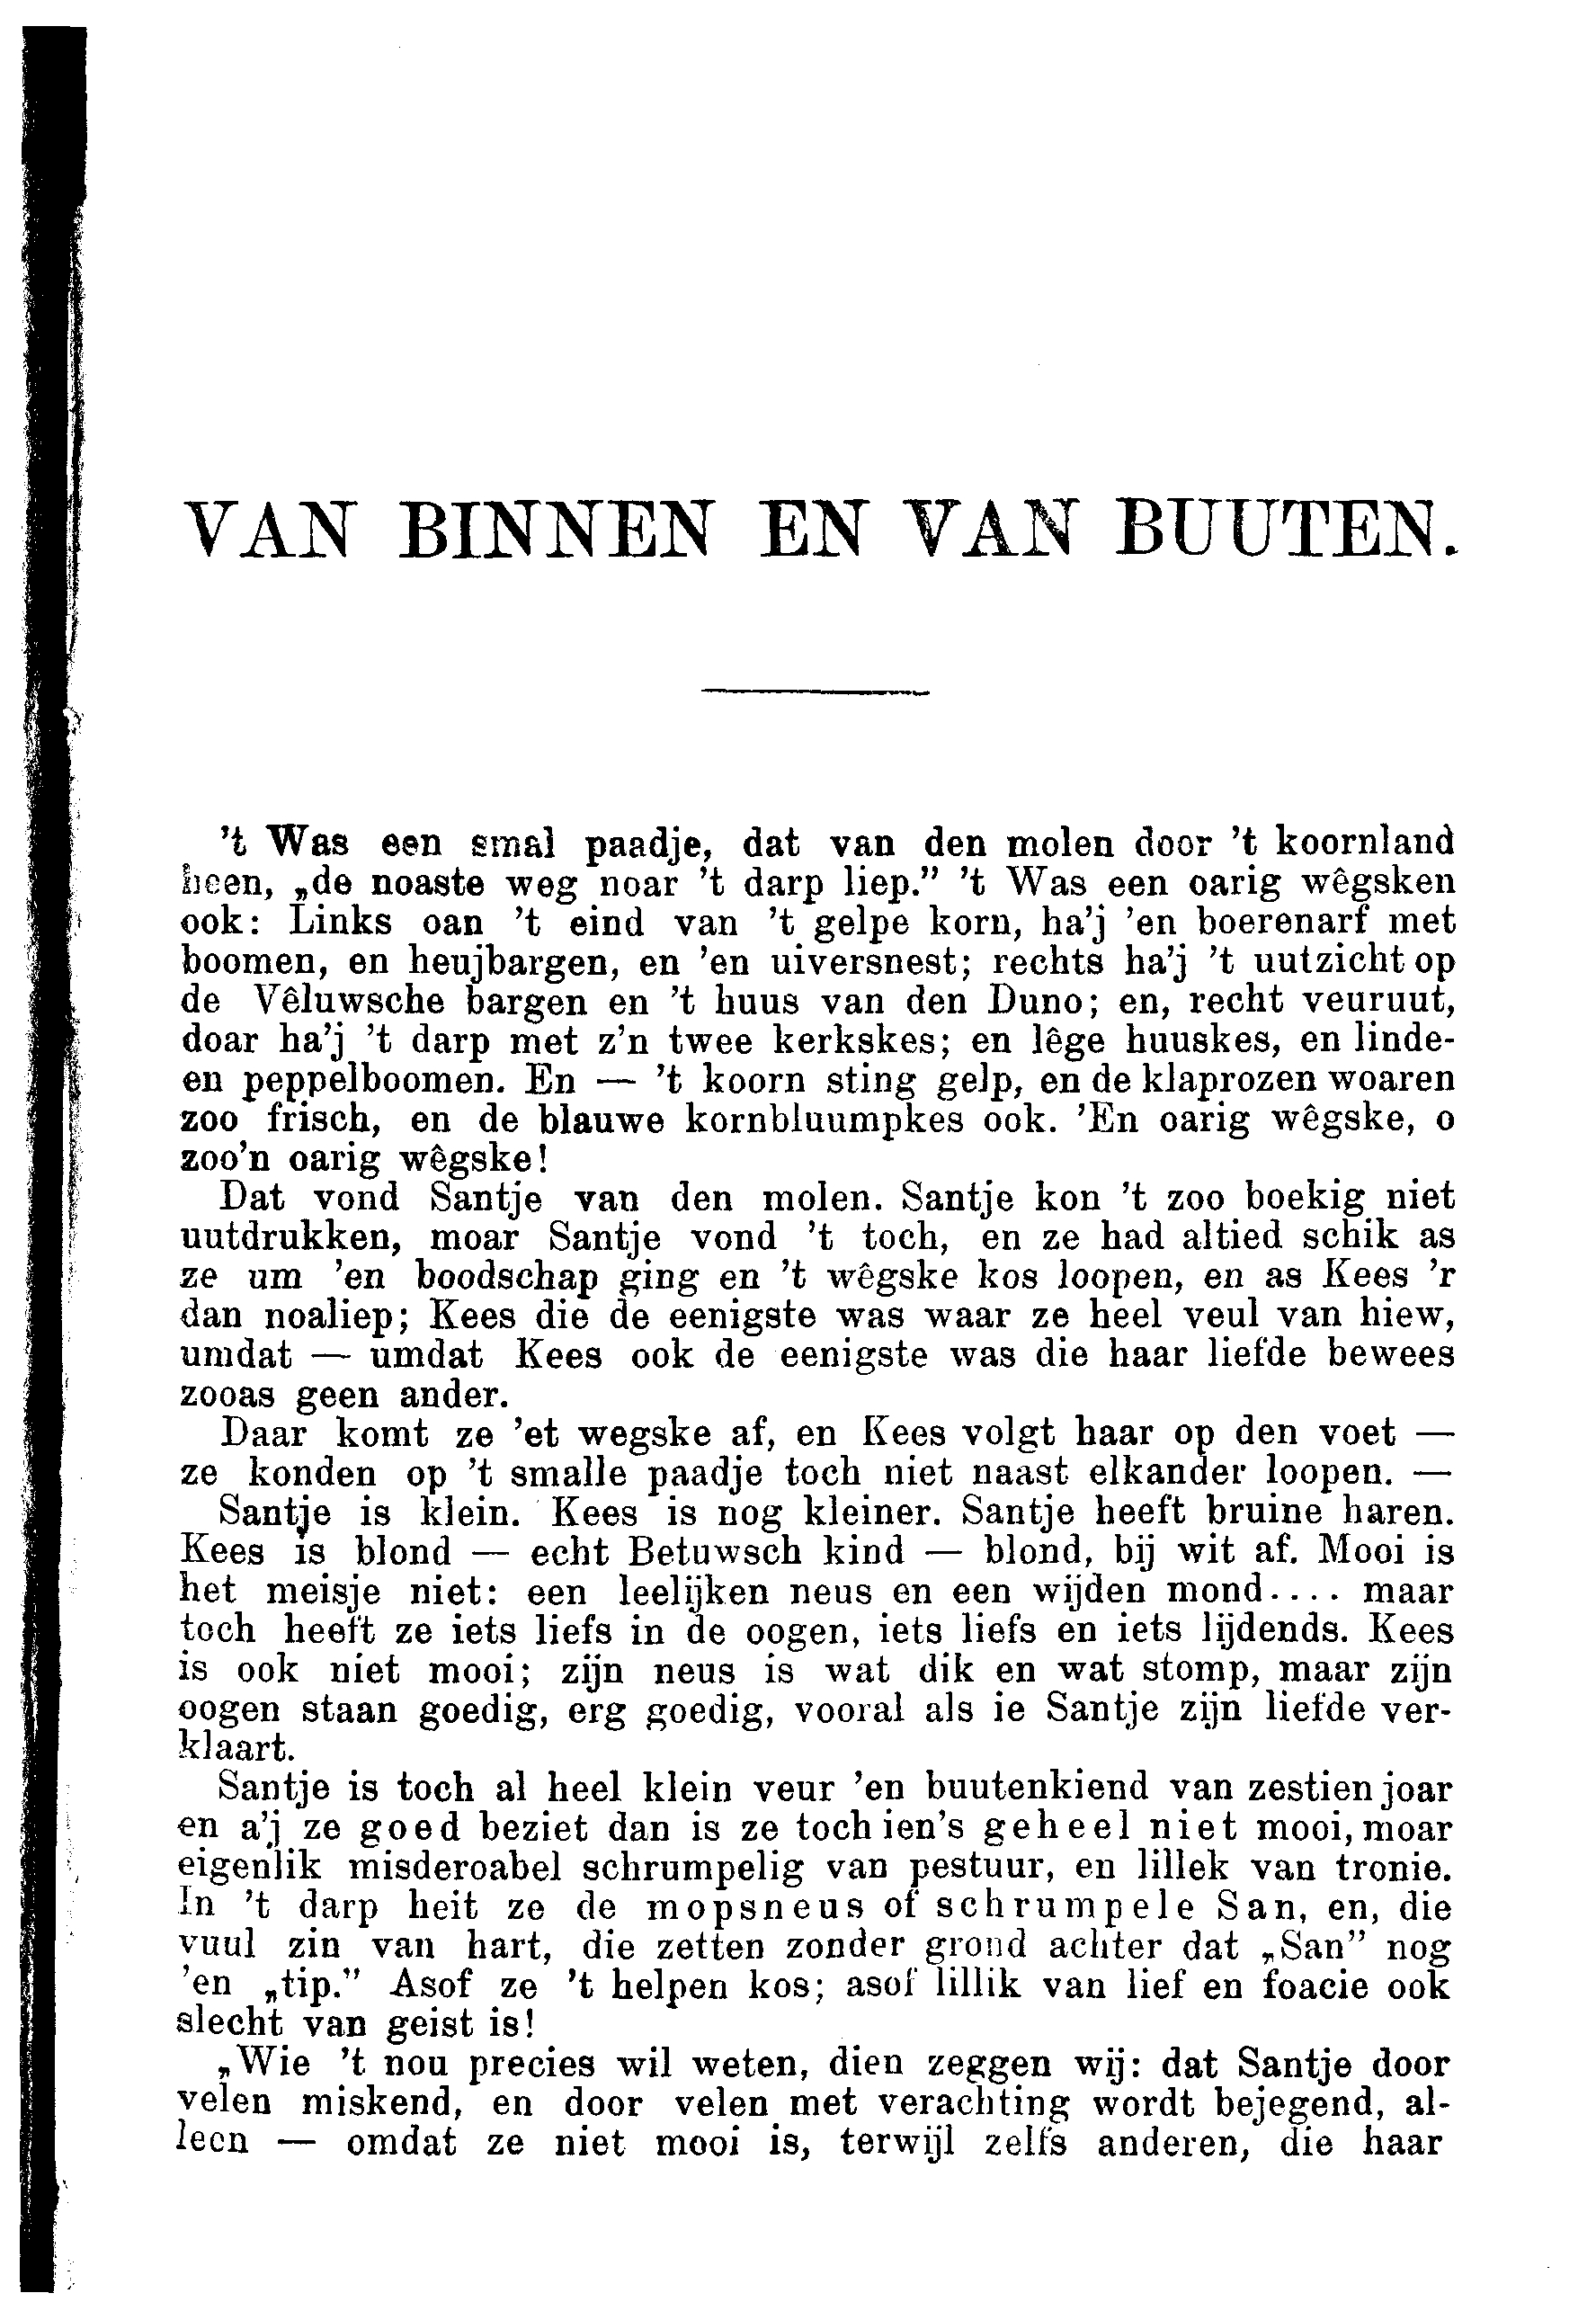 VAN BINNEN EN VAN BUUTEN.
't Was een smal paadje, dat van den molen door 't koornland
heen, „de noaste weg noar 't darp liep.” 't Was een oarig wêgsken
ook: Links oan 't eind van 't gelpe korn, ha'j 'en boerenarf met
boomen, en heujbargen, en 'en uiversnest; rechts ha'j 't uutzicht op
de Vêluwsche bargen en 't huus van den Duno; en, recht veuruut,
doar ha'j 't darp met z'n twee kerkskes; en lêge huuskes, en linde-
en peppelboomen. En — 't koorn sting gelp, en de klaprozen woaren
zoo frisch, en de blauwe kornbluumpkes ook. 'En oarig wêgske, o
zoo'n oarig wêgske!
Dat vond Santje van den molen. Santje kon 't zoo boekig niet
uutdrukken, moar Santje vond 't toch, en ze had altied schik as
ze um 'en boodschap ging en 't wêgske kos loopen, en as Kees 'r
dan noaliep; Kees die de eenigste was waar ze heel veul van hiew,
umdat — umdat Kees ook de eenigste was die haar liefde bewees
zooas geen ander.
Daar komt ze 'et wegske af, en Kees volgt haar op den voet —
ze konden op 't smalle paadje toch niet naast elkander loopen. —
Santje is klein. Kees is nog kleiner. Santje heeft bruine haren.
Kees is blond — echt Betuwsch kind — blond, bij wit af. Mooi is
het meisje niet: een leelijken neus en een wijden mond.... maar
toch heeft ze iets liefs in de oogen, iets liefs en iets lijdends. Kees
is ook niet mooi; zijn neus is wat dik en wat stomp, maar zijn
oogen staan goedig, erg goedig, vooral als ie Santje zijn liefde ver-
klaart.
Santje is toch al heel klein veur 'en buutenkiend van zestien joar
en a'j ze goed beziet dan is ze toch ien's geheel niet mooi, moar
eigenlik misderoabel schrumpelig van pestuur, en lillek van tronie.
In 't darp heit ze de mopsneus of schrumpele San, en, die
vuul zin van hart, die zetten zonder grond achter dat „San” nog
'en „tip.” Asof ze 't helpen kos; asof lillik van lief en foacie ook
slecht van geist is!
„Wie 't nou precies wil weten, dien zeggen wij: dat Santje door
velen miskend, en door velen met verachting wordt bejegend, al-
leen — omdat ze niet mooi is, terwijl zelfs anderen, die haar